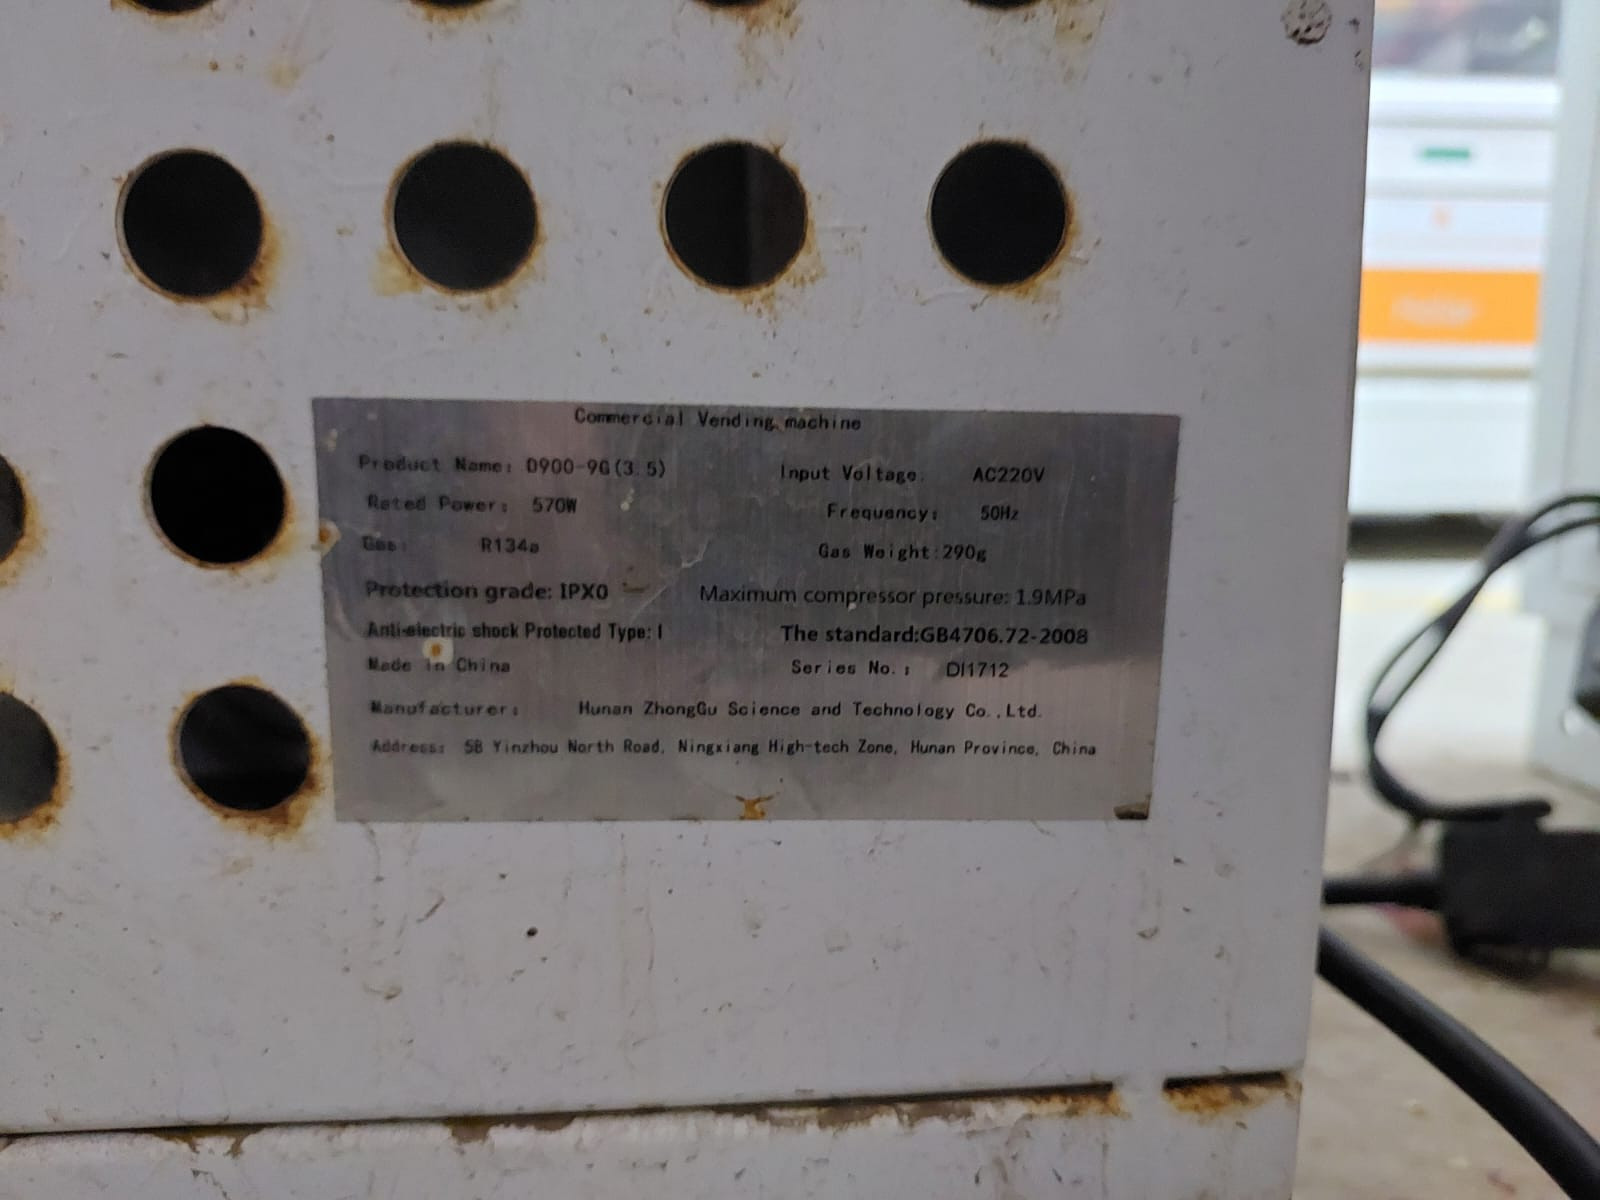 Commercial Vending machine
Product Name: D900-9G(3.5) Input Voltage: AC220V
Rated Power: 570W Frequency: 50Hz
Gas: R134a Gas Weight:290g
Protection grade: IPX0 Maximum compressor pressure: 1.9MPa
Anti-electric shock Protected Type: I The standard:GB4706.72-2008
Made in China Series No.: DI1712
Manufacturer: Hunan ZhongGu Science and Technology Co.,Ltd.
Address: 5B Yinzhou North Road, Ningxiang High-tech Zone, Hunan Province, China